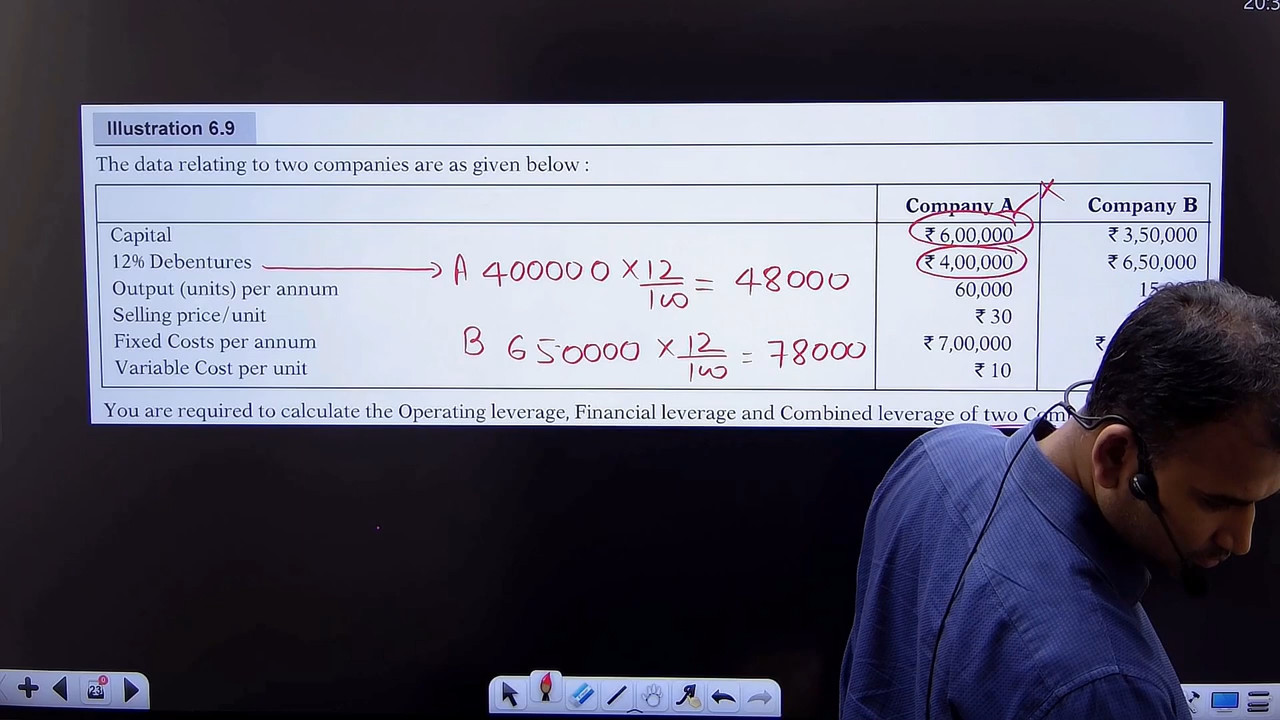 20:3
Illustration 6.9
The data relating to two companies are as given below :
Company A Company B
Capital ₹ 6,00,000 ₹ 3,50,000
12% Debentures A 400000 × 12/100 = 48000 ₹ 4,00,000 ₹ 6,50,000
Output (units) per annum 60,000
Selling price/unit ₹ 30
Fixed Costs per annum B 650000 × 12/100 = 78000 ₹ 7,00,000 ₹
Variable Cost per unit ₹ 10
You are required to calculate the Operating leverage, Financial leverage and Combined leverage of two
23